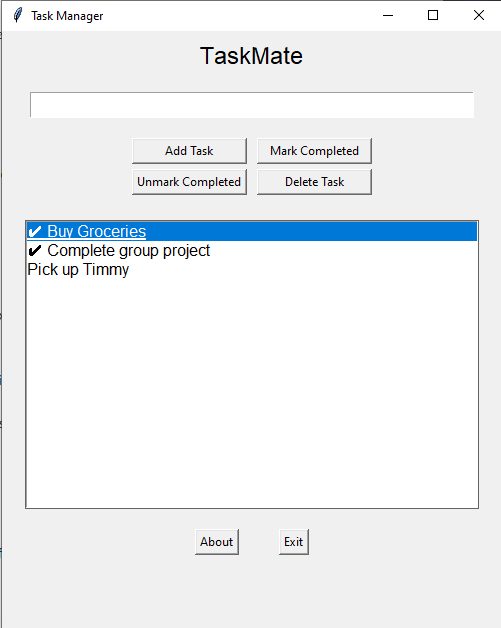 Task Manager
TaskMate
Add Task Mark Completed
Unmark Completed Delete Task
✔ Buy Groceries
✔ Complete group project
Pick up Timmy
About Exit